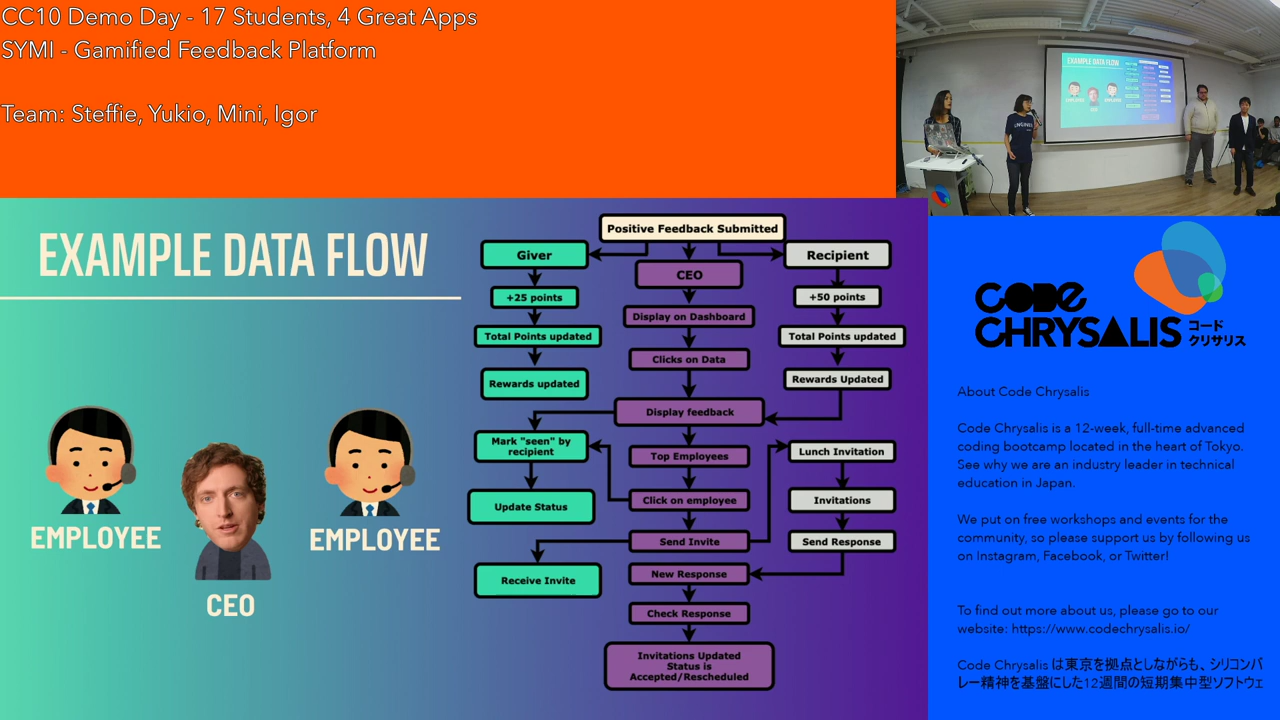 CC10 Demo Day - 17 Students, 4 Great Apps
SYMI - Gamified Feedback Platform
Team: Steffie, Yukio, Mini, Igor
EXAMPLE DATA FLOW
EMPLOYEE
CEO
EMPLOYEE
Positive Feedback Submitted
Giver
CEO
Recipient
+25 points
+50 points
Display on Dashboard
Total Points updated
Total Points updated
Clicks on Data
Rewards updated
Rewards Updated
Display feedback
Mark "seen" by
recipient
Top Employees
Lunch Invitation
Click on employee
Update Status
Invitations
Send Invite
Send Response
Receive Invite
New Response
Check Response
Invitations Updated
Status is
Accepted/Rescheduled
EXAMPLE DATA FLOW
CODE
CHRYSALIS
コード
クリサリス
About Code Chrysalis
Code Chrysalis is a 12-week, full-time advanced
coding bootcamp located in the heart of Tokyo.
See why we are an industry leader in technical
education in Japan.
We put on free workshops and events for the
community, so please support us by following us
on Instagram, Facebook, or Twitter!
To find out more about us, please go to our
website: https://www.codechrysalis.io/
Code Chrysalis は東京を拠点としながらも、シリコンバ
レー精神を基盤にした12週間の短期集中型ソフトウェ